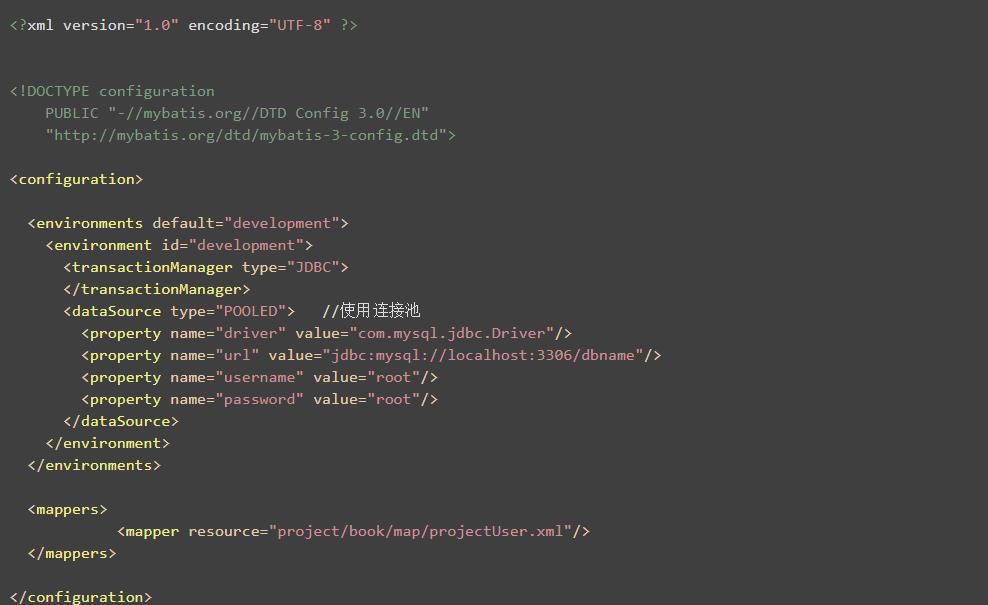 <?xml version="1.0" encoding="UTF-8" ?>
<!DOCTYPE configuration
PUBLIC "-//mybatis.org//DTD Config 3.0//EN"
"http://mybatis.org/dtd/mybatis-3-config.dtd">
<configuration>
<environments default="development">
<environment id="development">
<transactionManager type="JDBC">
</transactionManager>
<dataSource type="POOLED">   //使用连接池
<property name="driver" value="com.mysql.jdbc.Driver"/>
<property name="url" value="jdbc:mysql://localhost:3306/dbname"/>
<property name="username" value="root"/>
<property name="password" value="root"/>
</dataSource>
</environment>
</environments>
<mappers>
<mapper resource="project/book/map/projectUser.xml"/>
</mappers>
</configuration>